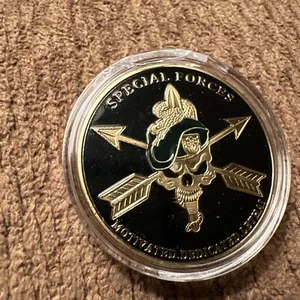 SPECIAL FORCES
MOTIVATED.DEDICATED.LETHAL